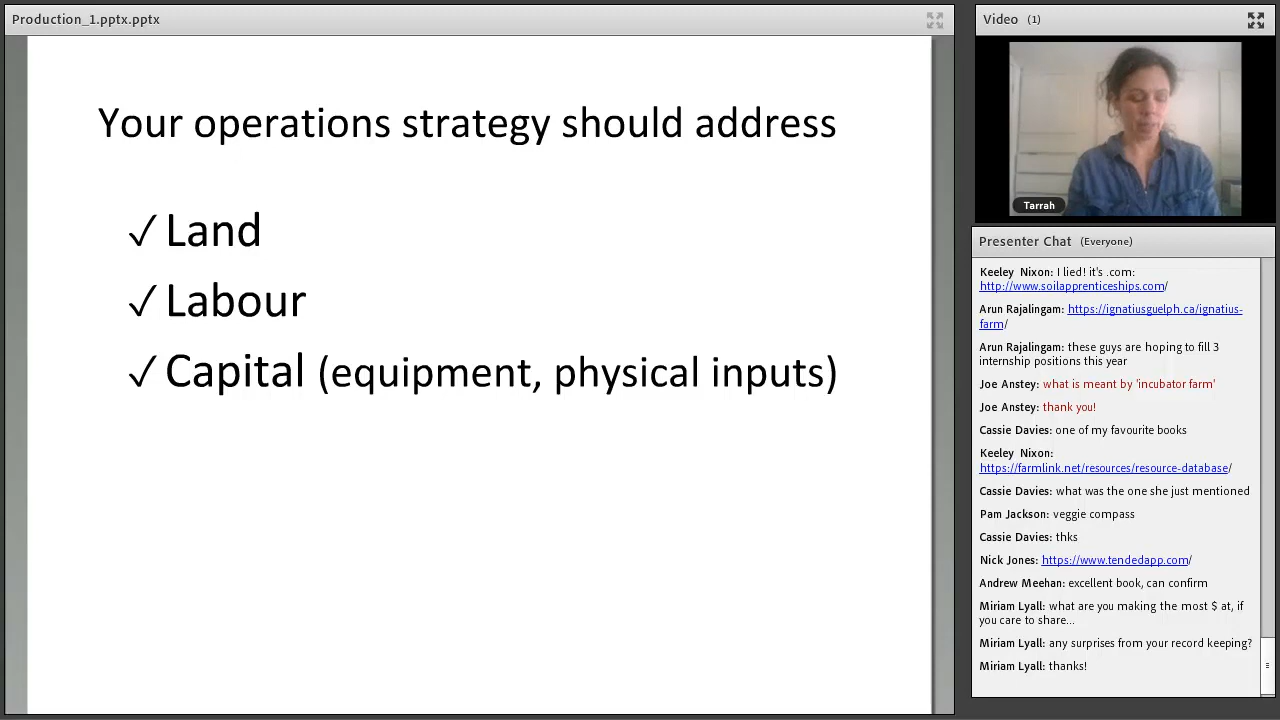 Production_1.pptx.pptx
Your operations strategy should address
✓ Land
✓ Labour
✓ Capital (equipment, physical inputs)
Video (1)
Tarrah
Presenter Chat (Everyone)
Keeley Nixon: I lied! it's .com:
http://www.soilapprenticeships.com/
Arun Rajalingam: https://ignatiusguelph.ca/ignatius-
farm/
Arun Rajalingam: these guys are hoping to fill 3
internship positions this year
Joe Anstey: what is meant by 'incubator farm'
Joe Anstey: thank you!
Cassie Davies: one of my favourite books
Keeley Nixon:
https://farmlink.net/resources/resource-database/
Cassie Davies: what was the one she just mentioned
Pam Jackson: veggie compass
Cassie Davies: thks
Nick Jones: https://www.tendedapp.com/
Andrew Meehan: excellent book, can confirm
Miriam Lyall: what are you making the most $ at, if
you care to share...
Miriam Lyall: any surprises from your record keeping?
Miriam Lyall: thanks!